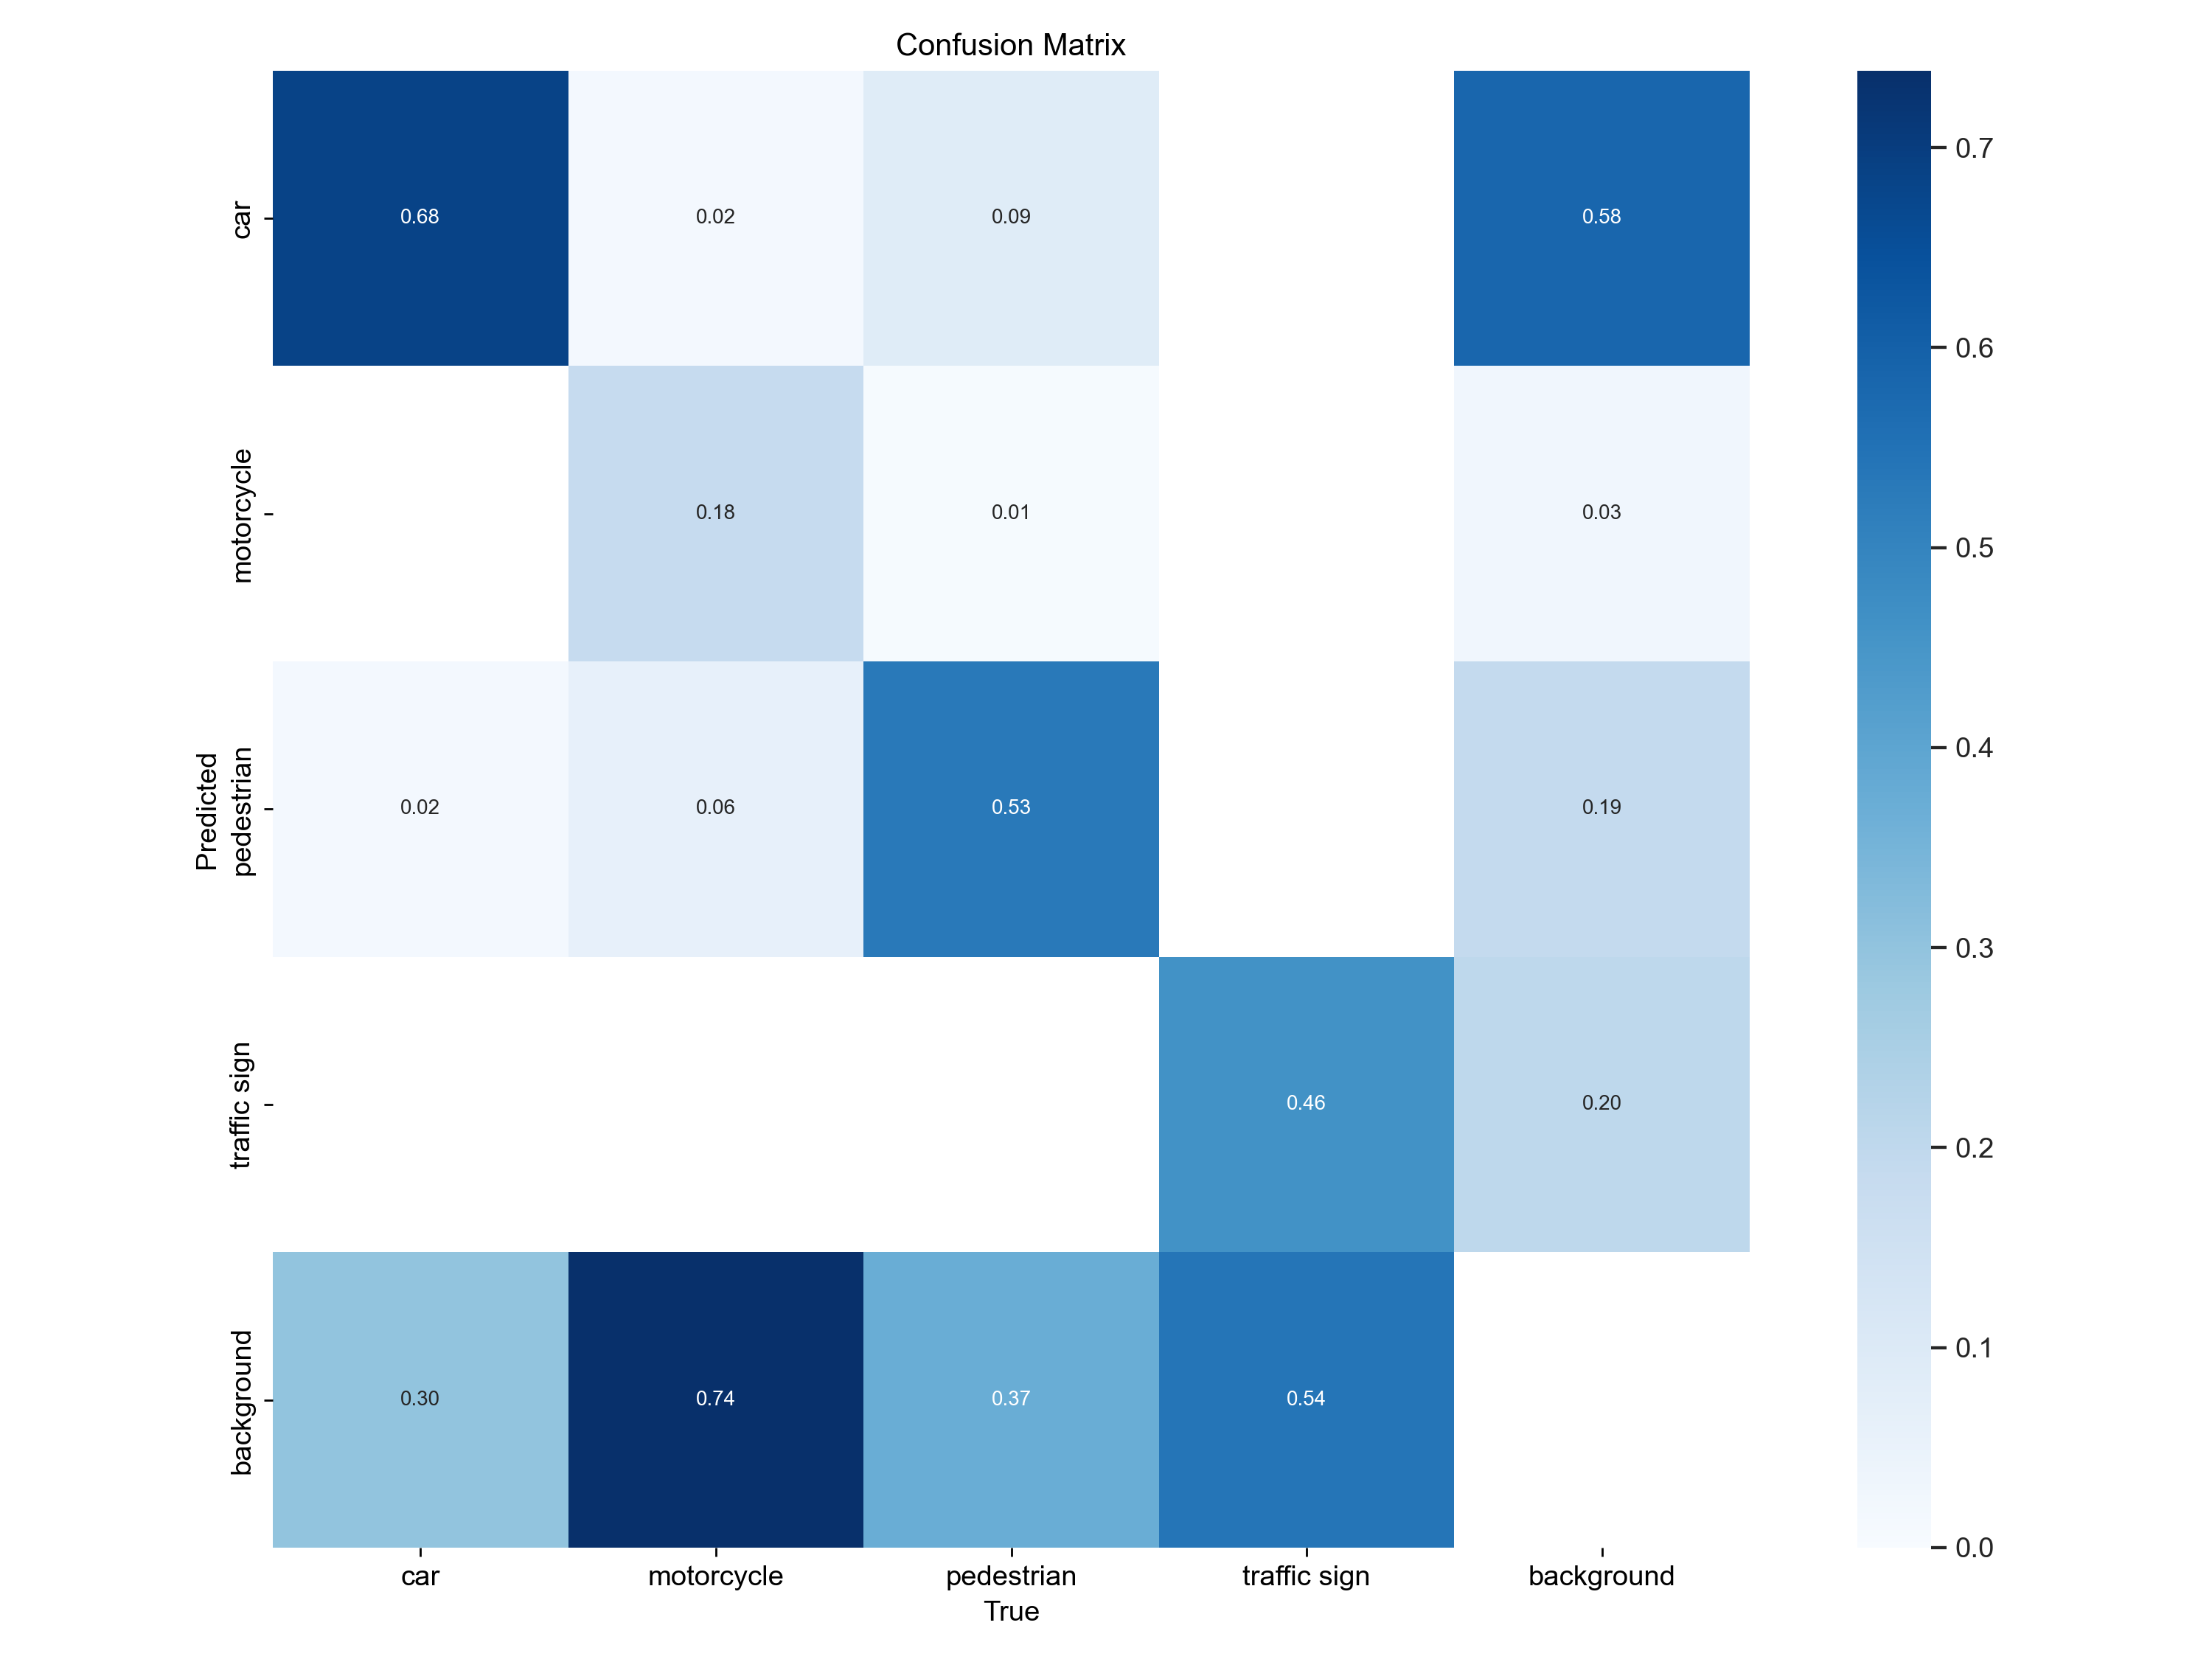 Confusion Matrix
car
0.68
0.02
0.09
0.58
motorcycle
0.18
0.01
0.03
Predicted
pedestrian
0.02
0.06
0.53
0.19
traffic sign
0.46
0.20
background
0.30
0.74
0.37
0.54
car
motorcycle
pedestrian
traffic sign
background
True
0.7
0.6
0.5
0.4
0.3
0.2
0.1
0.0